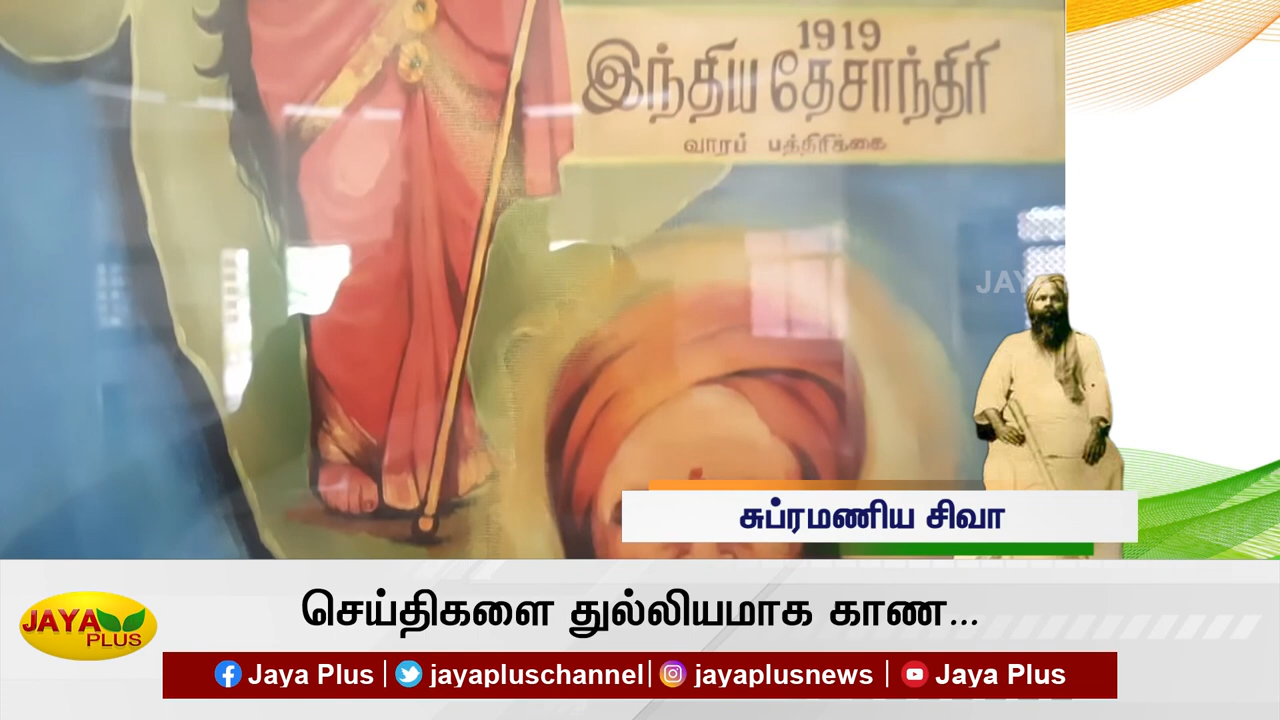 1919
இந்திய தேசாந்திரி
வாரப் பத்திரிக்கை
JAYA
சுப்ரமணிய சிவா
JAYA PLUS
செய்திகளை துல்லியமாக காண...
Jaya Plus | jayapluschannel | jayaplusnews | Jaya Plus